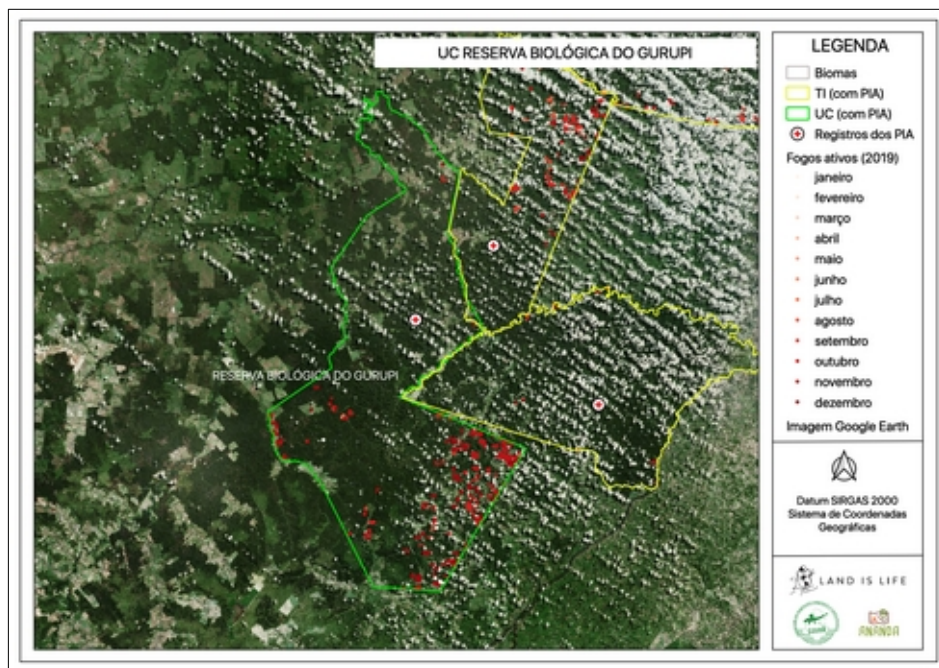 UC RESERVA BIOLÓGICA DO GURUPI
RESERVA BIOLÓGICA DO GURUPI
LEGENDA
Biomas
TI (com PIA)
UC (com PIA)
Registros dos PIA
Fogos ativos (2019)
janeiro
fevereiro
março
abril
maio
junho
julho
agosto
setembro
outubro
novembro
dezembro
Imagem Google Earth
Datum SIRGAS 2000
Sistema de Coordenadas
Geográficas
LAND IS LIFE
ANANDA